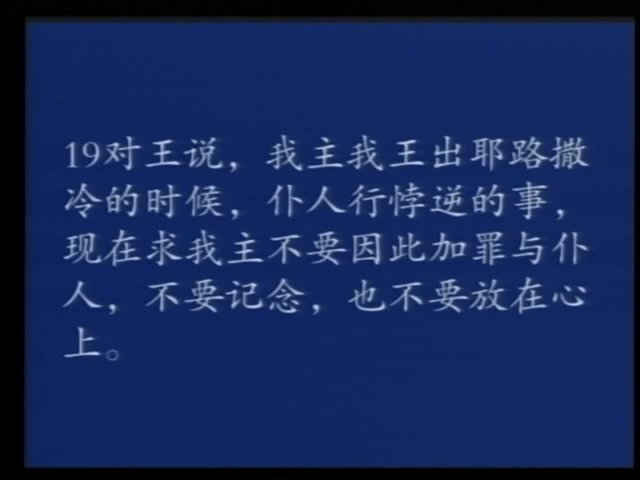 19对王说，我主我王出耶路撒
冷的时候，仆人行悖逆的事，
现在求我主不要因此加罪与仆
人，不要记念，也不要放在心
上。